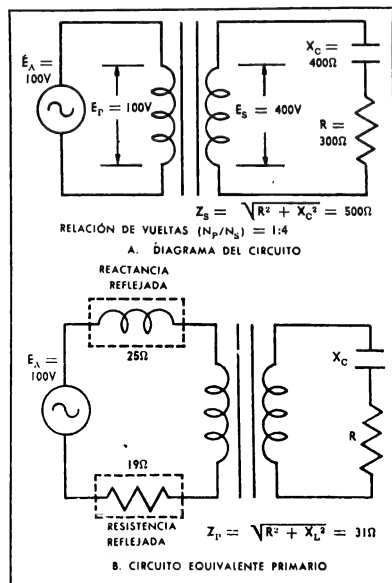 E_A =
100V
E_P = 100V
E_S = 400V
X_C =
400Ω
R =
300Ω
Z_S = √R² + X_C² = 500Ω
RELACIÓN DE VUELTAS (N_P/N_S) = 1:4
A. DIAGRAMA DEL CIRCUITO
REACTANCIA
REFLEJADA
25Ω
E_A =
100V
X_C
R
19Ω
RESISTENCIA
REFLEJADA
Z_P = √R² + X_L² = 31Ω
B. CIRCUITO EQUIVALENTE PRIMARIO